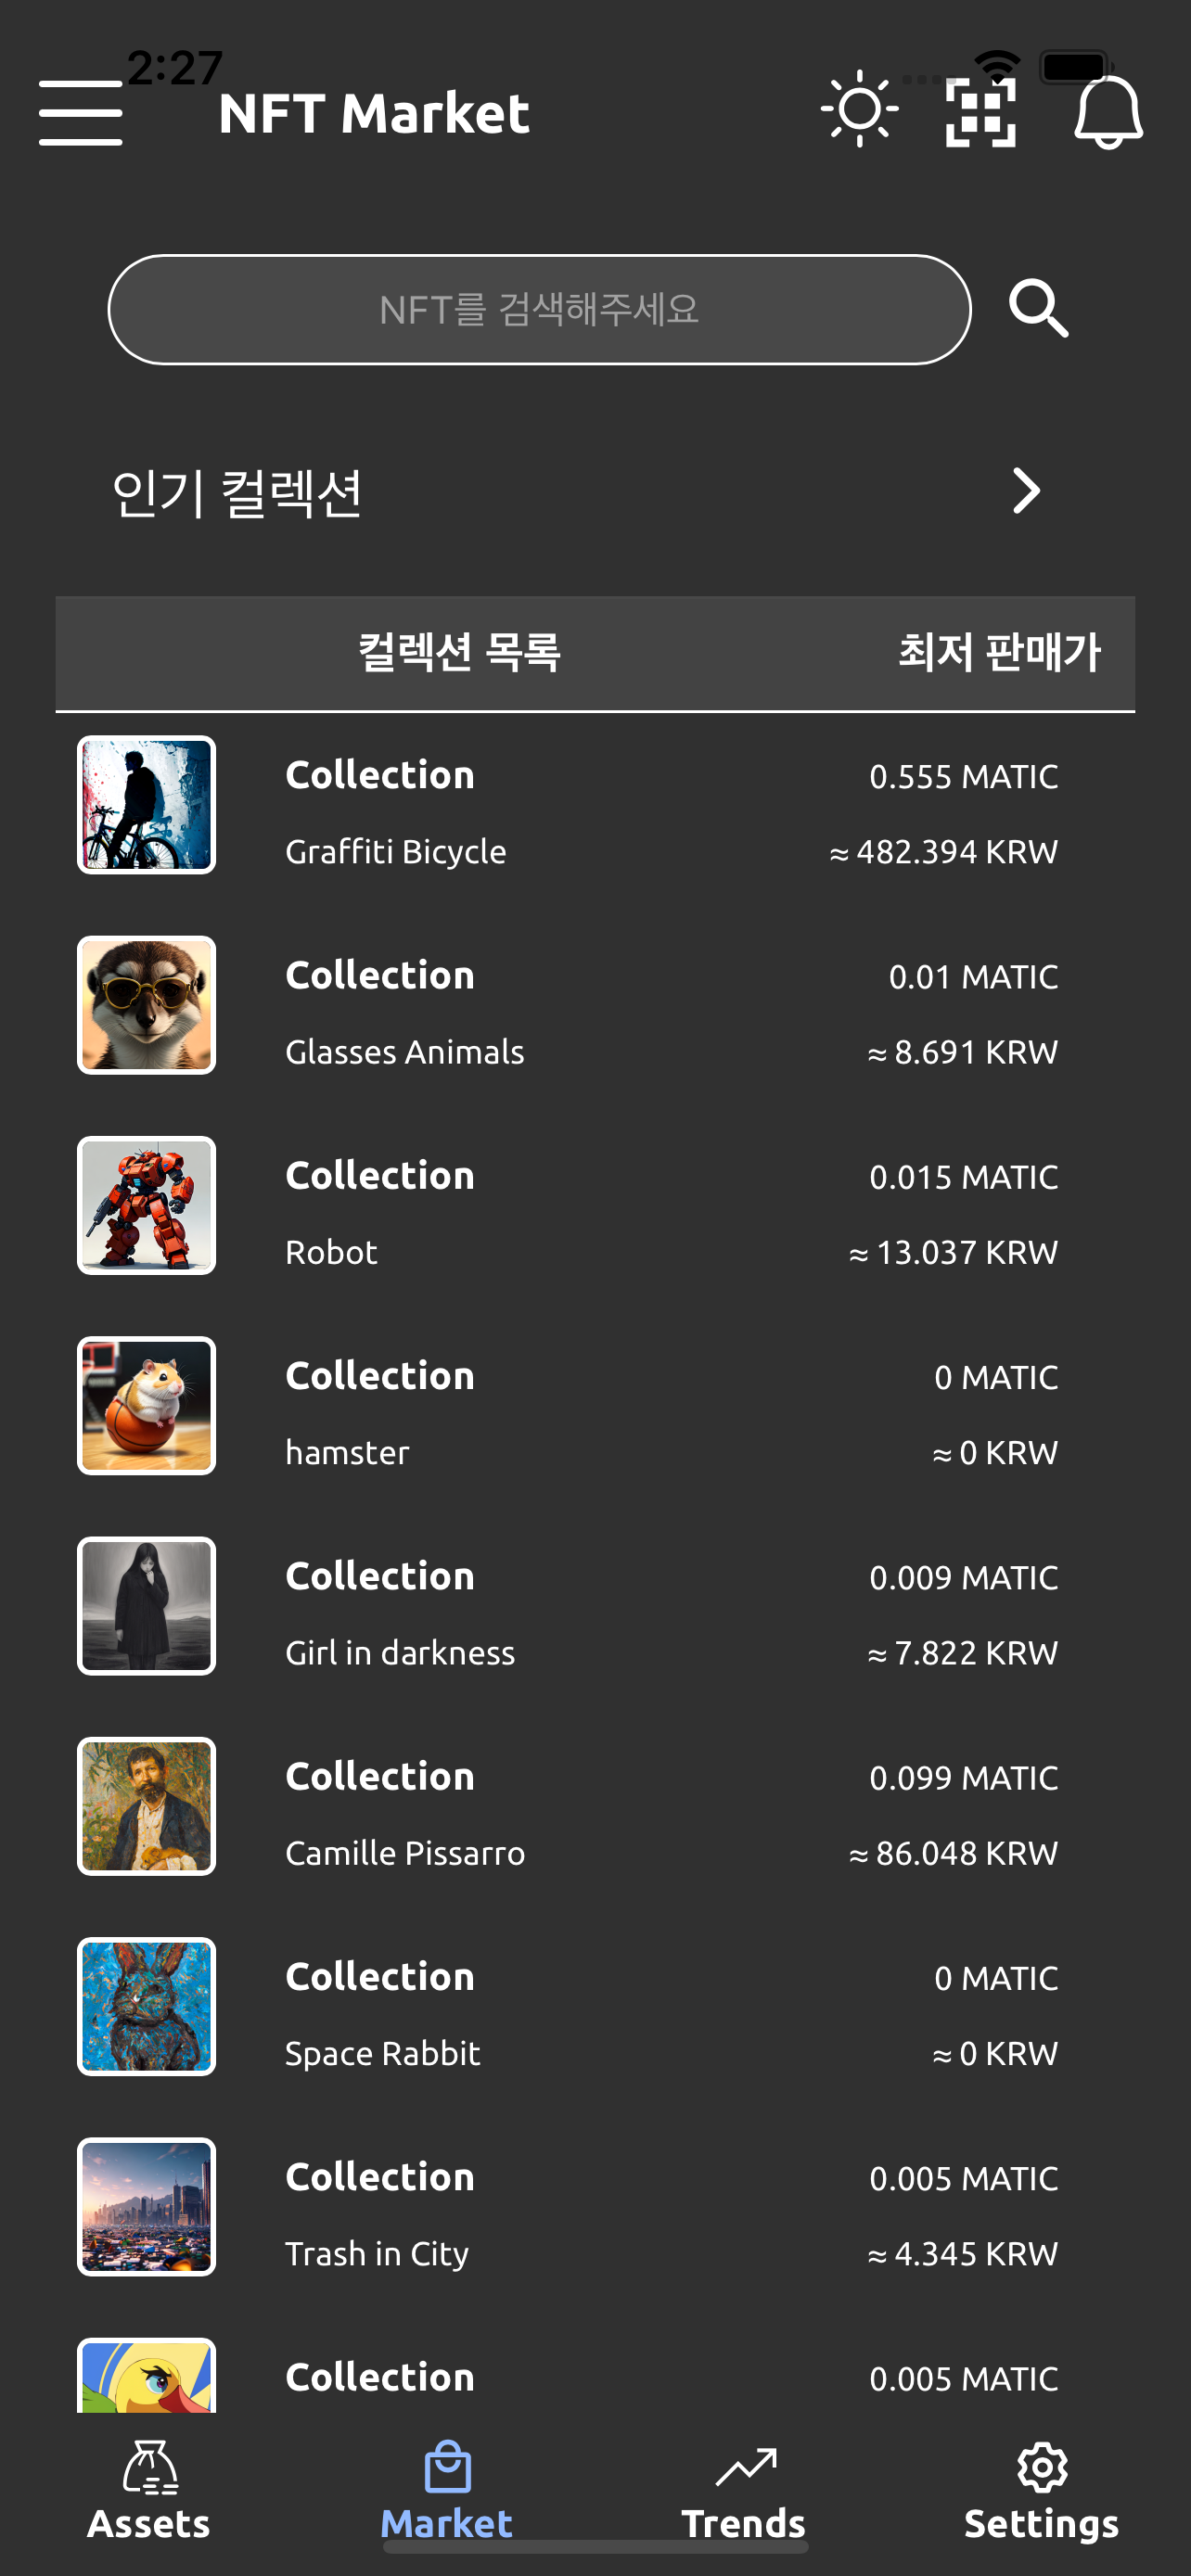 2:27
NFT Market
NFT를 검색해주세요
인기 컬렉션
컬렉션 목록 최저 판매가
Collection 0.555 MATIC
Graffiti Bicycle ≈ 482.394 KRW
Collection 0.01 MATIC
Glasses Animals ≈ 8.691 KRW
Collection 0.015 MATIC
Robot ≈ 13.037 KRW
Collection 0 MATIC
hamster ≈ 0 KRW
Collection 0.009 MATIC
Girl in darkness ≈ 7.822 KRW
Collection 0.099 MATIC
Camille Pissarro ≈ 86.048 KRW
Collection 0 MATIC
Space Rabbit ≈ 0 KRW
Collection 0.005 MATIC
Trash in City ≈ 4.345 KRW
Collection 0.005 MATIC
Assets Market Trends Settings